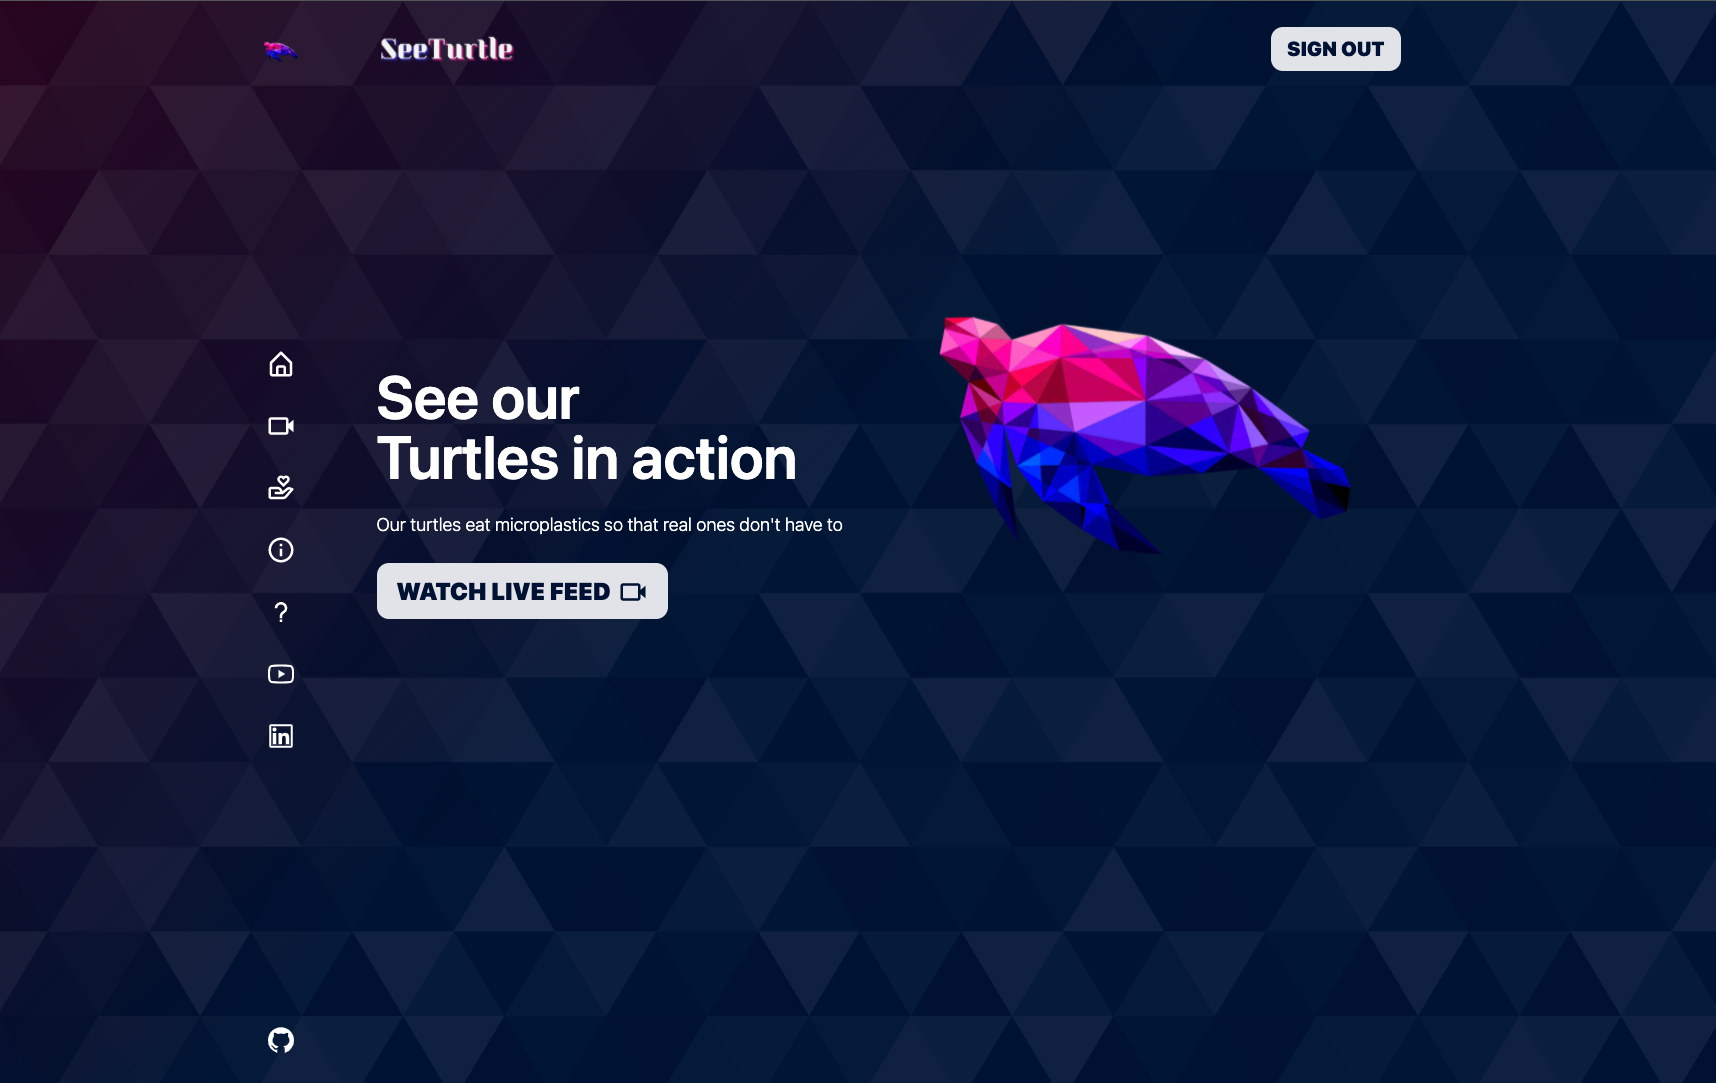 SeeTurtle
SIGN OUT
See our
Turtles in action
Our turtles eat microplastics so that real ones don't have to
WATCH LIVE FEED